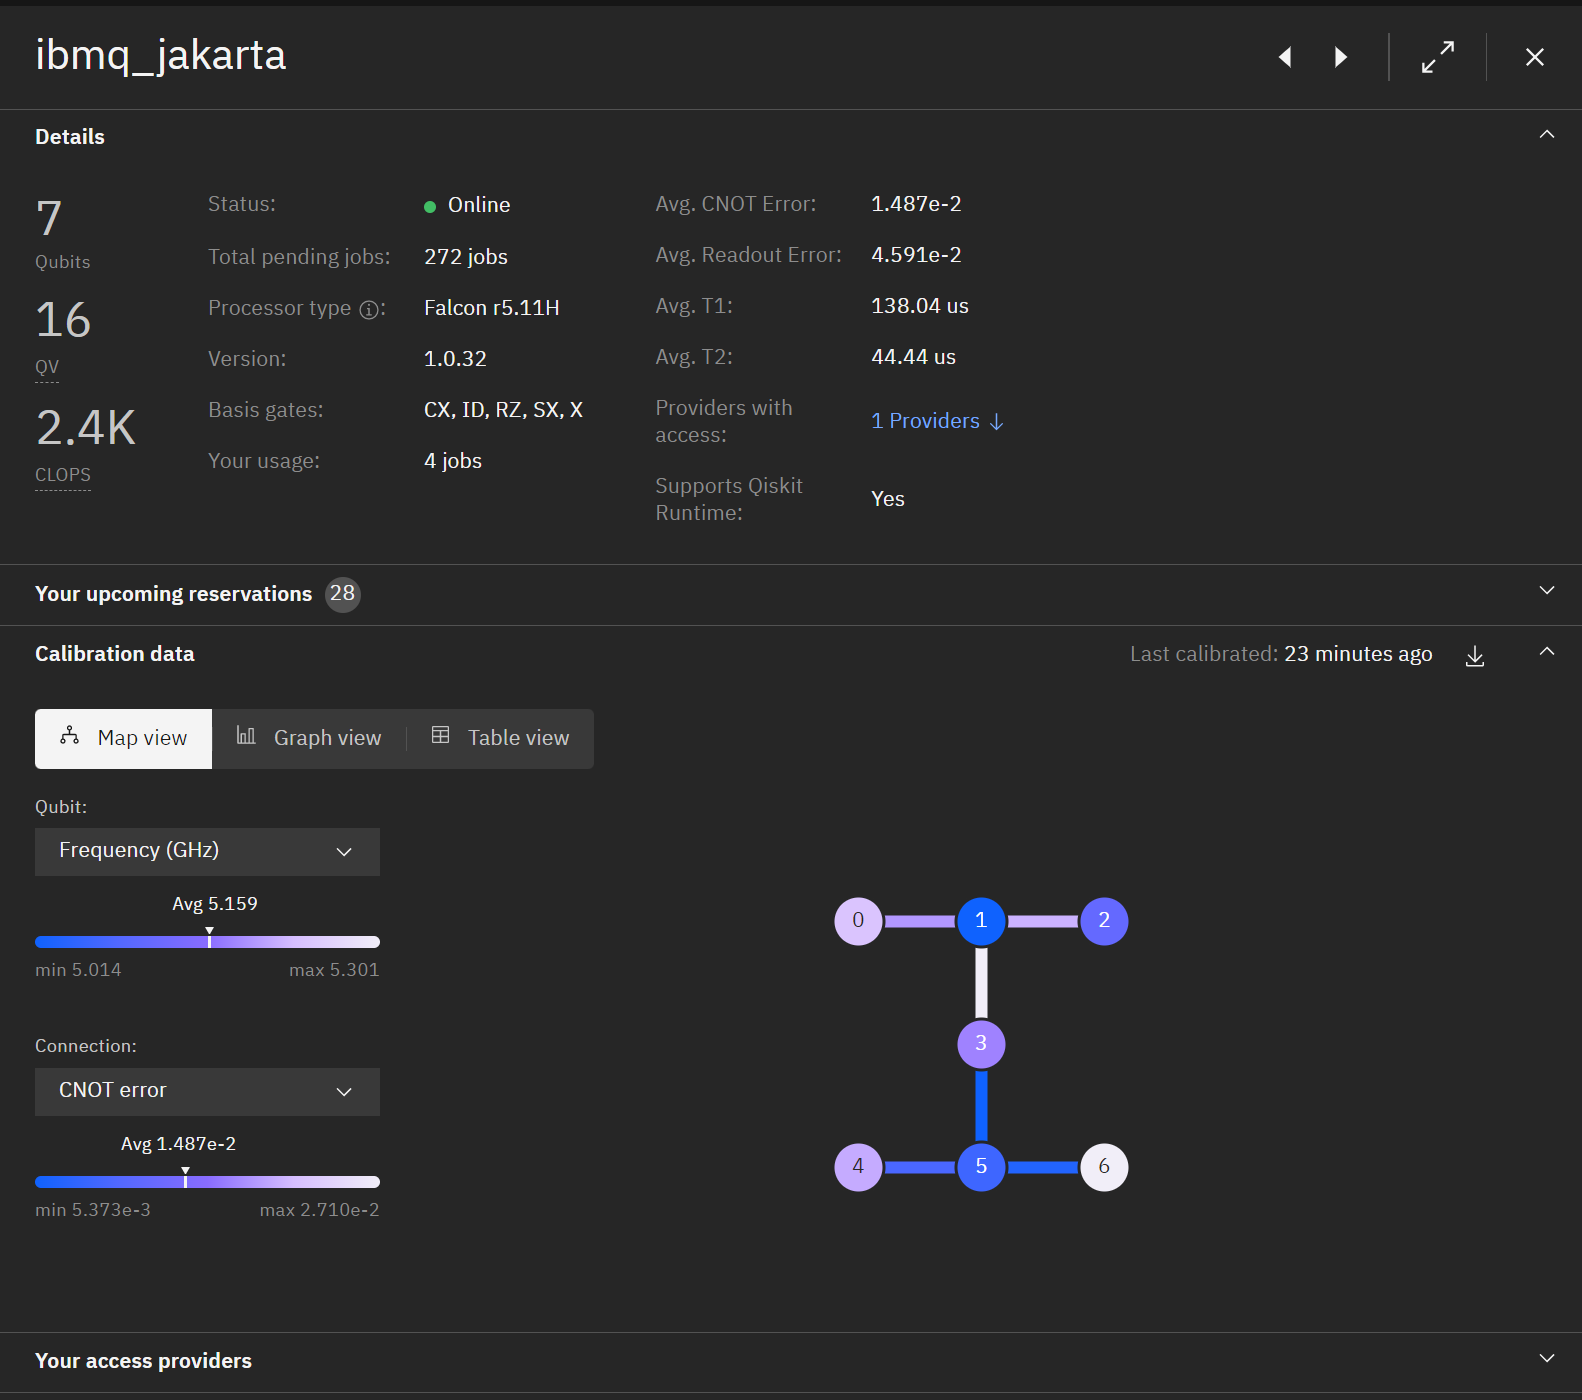 ibmq_jakarta
Details
7
Qubits
16
QV
2.4K
CLOPS
Status: Online
Total pending jobs: 272 jobs
Processor type : Falcon r5.11H
Version: 1.0.32
Basis gates: CX, ID, RZ, SX, X
Your usage: 4 jobs
Avg. CNOT Error: 1.487e-2
Avg. Readout Error: 4.591e-2
Avg. T1: 138.04 us
Avg. T2: 44.44 us
Providers with
access:
1 Providers ↓
Supports Qiskit
Runtime:
Yes
Your upcoming reservations 28
Calibration data
Last calibrated: 23 minutes ago
Map view Graph view Table view
Qubit:
Frequency (GHz)
Avg 5.159
min 5.014 max 5.301
Connection:
CNOT error
Avg 1.487e-2
min 5.373e-3 max 2.710e-2
0 1 2
3
4 5 6
Your access providers